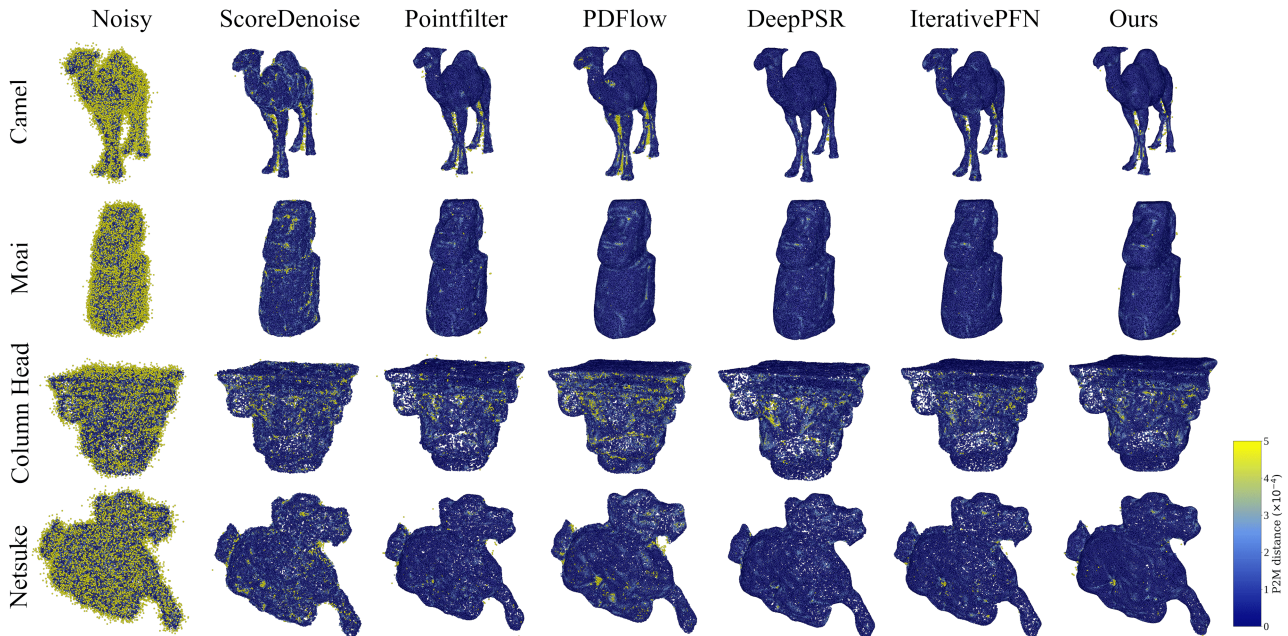 Noisy ScoreDenoise Pointfilter PDFlow DeepPSR IterativePFN Ours
Camel
Moai
Column Head
Netsuke
5
4
3
2
1
0
P2M distance (×10⁻⁴)